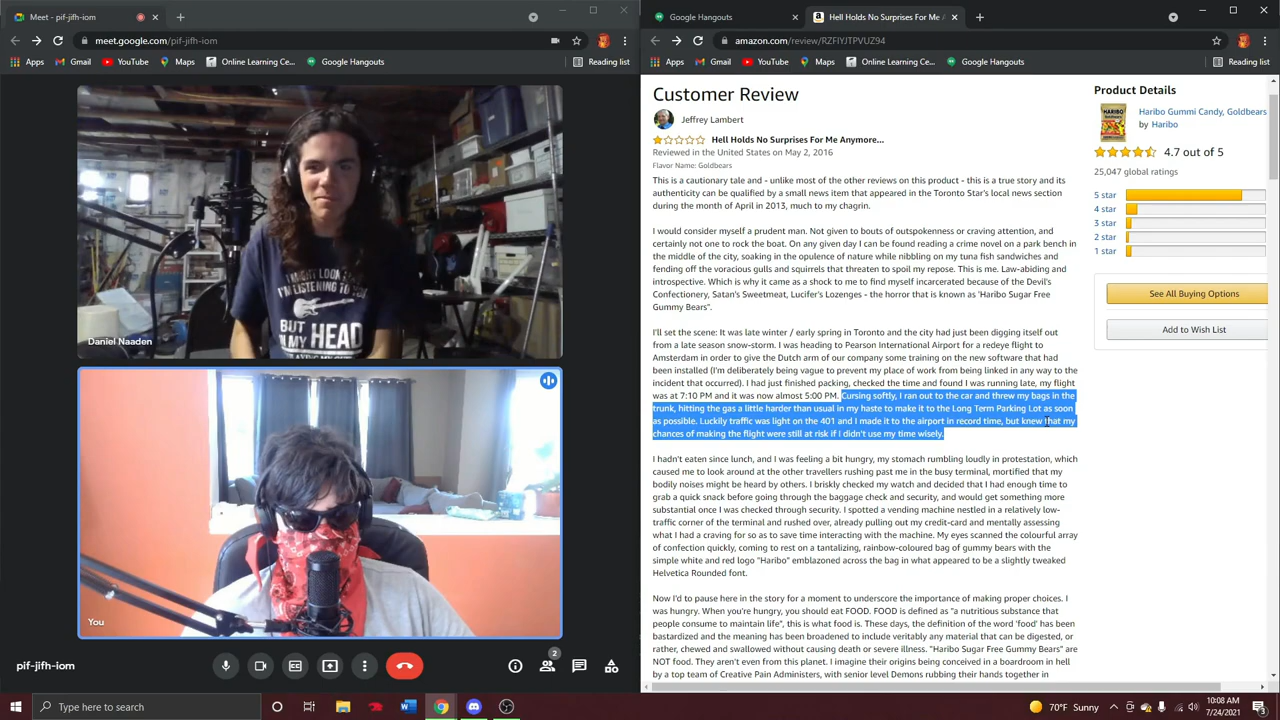 Meet - pif-jifh-iom
meet.google.com/pif-jifh-iom
Apps Gmail YouTube Maps Online Learning Ce... Google Hangouts Reading list
Daniel Naaden
I'M LISTENING TO YOU
BUT
HEAD
You
pif-jifh-iom
2
Google Hangouts
Hell Holds No Surprises For Me A
amazon.com/review/RZFIYJTPVUZ94
Apps Gmail YouTube Maps Online Learning Ce... Google Hangouts Reading list
Customer Review
Jeffrey Lambert
Hell Holds No Surprises For Me Anymore...
Reviewed in the United States on May 2, 2016
Flavor Name: Goldbears
This is a cautionary tale and - unlike most of the other reviews on this product - this is a true story and its
authenticity can be qualified by a small news item that appeared in the Toronto Star's local news section
during the month of April in 2013, much to my chagrin.
I would consider myself a prudent man. Not given to bouts of outspokenness or craving attention, and
certainly not one to rock the boat. On any given day I can be found reading a crime novel on a park bench in
the middle of the city, soaking in the opulence of nature while nibbling on my tuna fish sandwiches and
fending off the voracious gulls and squirrels that threaten to spoil my repose. This is me. Law-abiding and
introspective. Which is why it came as a shock to me to find myself incarcerated because of the Devil's
Confectionery, Satan's Sweetmeat, Lucifer's Lozenges - the horror that is known as "Haribo Sugar Free
Gummy Bears".
I'll set the scene: It was late winter / early spring in Toronto and the city had just been digging itself out
from a late season snow-storm. I was heading to Pearson International Airport for a redeye flight to
Amsterdam in order to give the Dutch arm of our company some training on the new software that had
been installed (I'm deliberately being vague to prevent my place of work from being linked in any way to the
incident that occurred). I had just finished packing, checked the time and found I was running late, my flight
was at 7:10 PM and it was now almost 5:00 PM. Cursing softly, I ran out to the car and threw my bags in the
trunk, hitting the gas a little harder than usual in my haste to make it to the Long Term Parking Lot as soon
as possible. Luckily traffic was light on the 401 and I made it to the airport in record time, but knew that my
chances of making the flight were still at risk if I didn't use my time wisely.
I hadn't eaten since lunch, and I was feeling a bit hungry, my stomach rumbling loudly in protestation, which
caused me to look around at the other travellers rushing past me in the busy terminal, mortified that my
bodily noises might be heard by others. I briskly checked my watch and decided that I had enough time to
grab a quick snack before going through the baggage check and security, and would get something more
substantial once I was checked through security. I spotted a vending machine nestled in a relatively low-
traffic corner of the terminal and rushed over, already pulling out my credit-card and mentally assessing
what I had a craving for so as to save time interacting with the machine. My eyes scanned the colourful array
of confection quickly, coming to rest on a tantalizing, rainbow-coloured bag of gummy bears with the
simple white and red logo "Haribo" emblazoned across the bag in what appeared to be a slightly tweaked
Helvetica Rounded font.
Now I'd to pause here in the story for a moment to underscore the importance of making proper choices. I
was hungry. When you're hungry, you should eat FOOD. FOOD is defined as "a nutritious substance that
people consume to maintain life", this is what food is. These days, the definition of the word 'food' has been
bastardized and the meaning has been broadened to include veritably any material that can be digested, or
rather, chewed and swallowed without causing death or severe illness. "Haribo Sugar Free Gummy Bears" are
NOT food. They aren't even from this planet. I imagine their origins being conceived in a boardroom in hell
by a top team of Creative Pain Administers, with senior level Demons rubbing their hands together in
Product Details
HARIBO
Haribo Gummi Candy, Goldbears
by Haribo
4.7 out of 5
25,047 global ratings
5 star
4 star
3 star
2 star
1 star
See All Buying Options
Add to Wish List
Type here to search
70°F Sunny
10:08 AM
7/24/2021
3